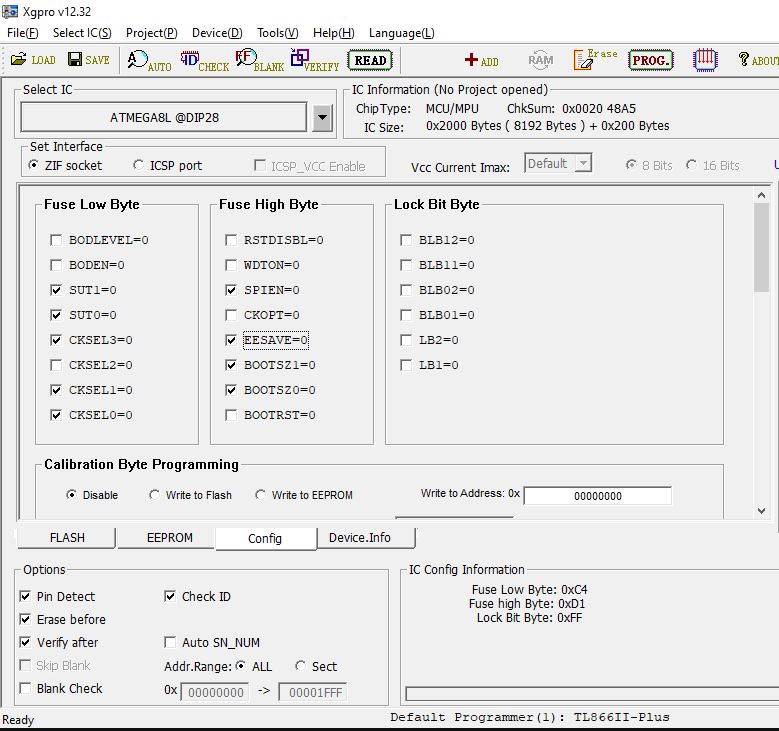 Xgpro v12.32
File(F) Select IC(S) Project(P) Device(D) Tools(V) Help(H) Language(L)
LOAD SAVE AUTO CHECK BLANK VERIFY READ ADD RAM Erase PROG. ABOU
Select IC
ATMEGA8L @DIP28
IC Information (No Project opened)
ChipType: MCU/MPU ChkSum: 0x0020 48A5
IC Size: 0x2000 Bytes ( 8192 Bytes ) + 0x200 Bytes
Set Interface
ZIF socket ICSP port ICSP_VCC Enable
Vcc Current Imax: Default 8 Bits 16 Bits
Fuse Low Byte
BODLEVEL=0
BODEN=0
SUT1=0
SUT0=0
CKSEL3=0
CKSEL2=0
CKSEL1=0
CKSEL0=0
Fuse High Byte
RSTDISBL=0
WDTON=0
SPIEN=0
CKOPT=0
EESAVE=0
BOOTSZ1=0
BOOTSZ0=0
BOOTRST=0
Lock Bit Byte
BLB12=0
BLB11=0
BLB02=0
BLB01=0
LB2=0
LB1=0
Calibration Byte Programming
Disable Write to Flash Write to EEPROM Write to Address: 0x 00000000
FLASH EEPROM Config Device.Info
Options
Pin Detect Check ID
Erase before
Verify after Auto SN_NUM
Skip Blank Addr.Range: ALL Sect
Blank Check 0x 00000000 -> 00001FFF
IC Config Information
Fuse Low Byte: 0xC4
Fuse high Byte: 0xD1
Lock Bit Byte: 0xFF
Ready
Default Programmer(1): TL866II-Plus